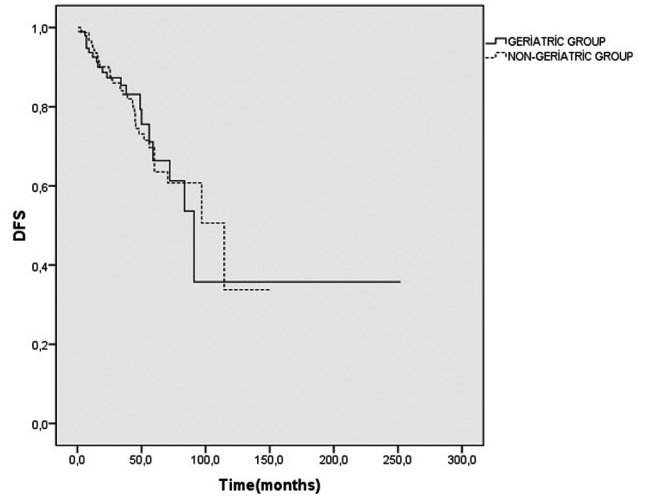 GERİATRİC GROUP
NON-GERİATRİC GROUP
1,0
0,8
0,6
0,4
0,2
0,0
DFS
0,0 50,0 100,0 150,0 200,0 250,0 300,0
Time(months)